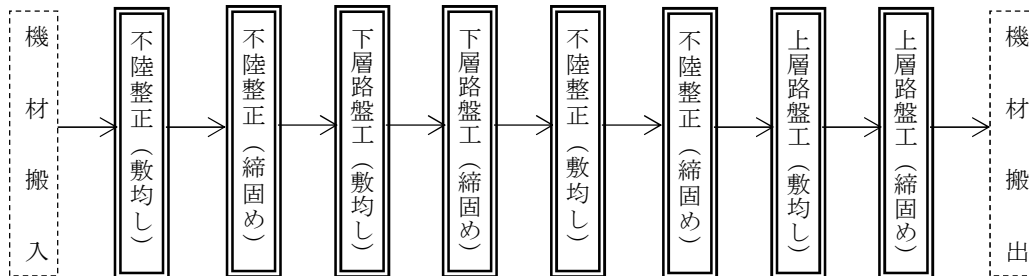 機材搬入
不陸整正（敷均し）
不陸整正（締固め）
下層路盤工（敷均し）
下層路盤工（締固め）
不陸整正（敷均し）
不陸整正（締固め）
上層路盤工（敷均し）
上層路盤工（締固め）
機材搬出